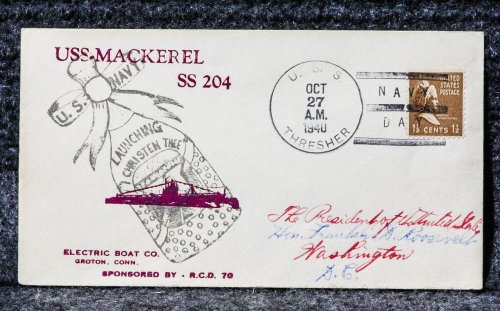 USS-MACKEREL
SS 204
U.S. NAVY
LAUNCHING
I CHRISTEN THEE
ELECTRIC BOAT CO.
GROTON, CONN.
SPONSORED BY - R.C.D. 70
U. S. S.
OCT
27
A.M.
1940
THRESHER
NA
DA
UNITED
STATES
POSTAGE
1½ CENTS 1½
The President of the United States
Hon. Franklin D. Roosevelt
Washington
D.C.